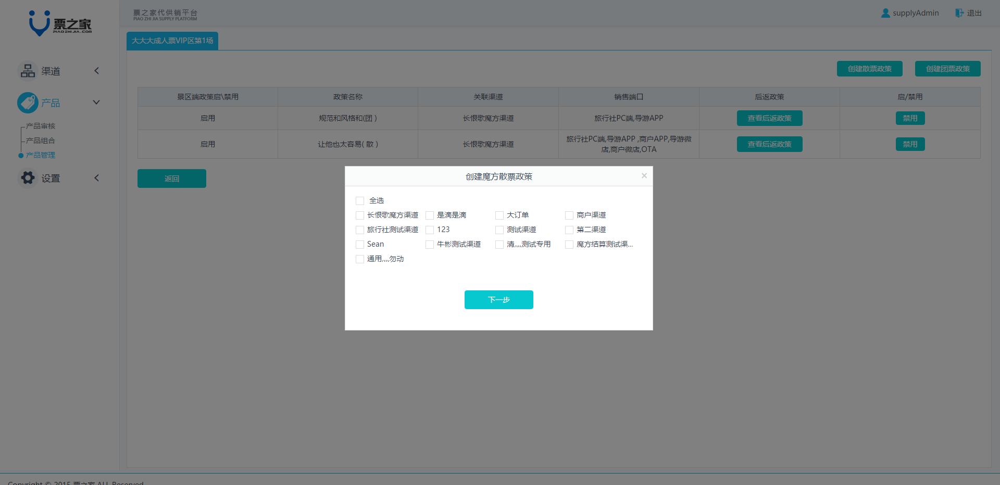 票之家
PIAOZHIJIA.COM
票之家代供销平台
PIAO ZHI JIA SUPPLY PLATFORM
supplyAdmin
退出
大大大成人票VIP区第1场
渠道
产品
产品审核
产品组合
产品管理
设置
创建散票政策
创建团票政策
景区端政策启\禁用
政策名称
关联渠道
销售端口
后返政策
启/禁用
启用
规范和风格和(团 )
长恨歌魔方渠道
旅行社PC端,导游APP
查看后返政策
禁用
启用
让他也太容易( 散 )
长恨歌魔方渠道
旅行社PC端,导游APP ,商户APP,导游微
店,商户微店,OTA
查看后返政策
禁用
返回
创建魔方散票政策
×
全选
长恨歌魔方渠道
是滴是滴
大订单
商户渠道
旅行社测试渠道
123
测试渠道
第二渠道
Sean
牛彬测试渠道
清灬测试专用
魔方结算测试渠...
通用灬勿动
下一步
Copyright © 2015 票之家 ALL Reserved